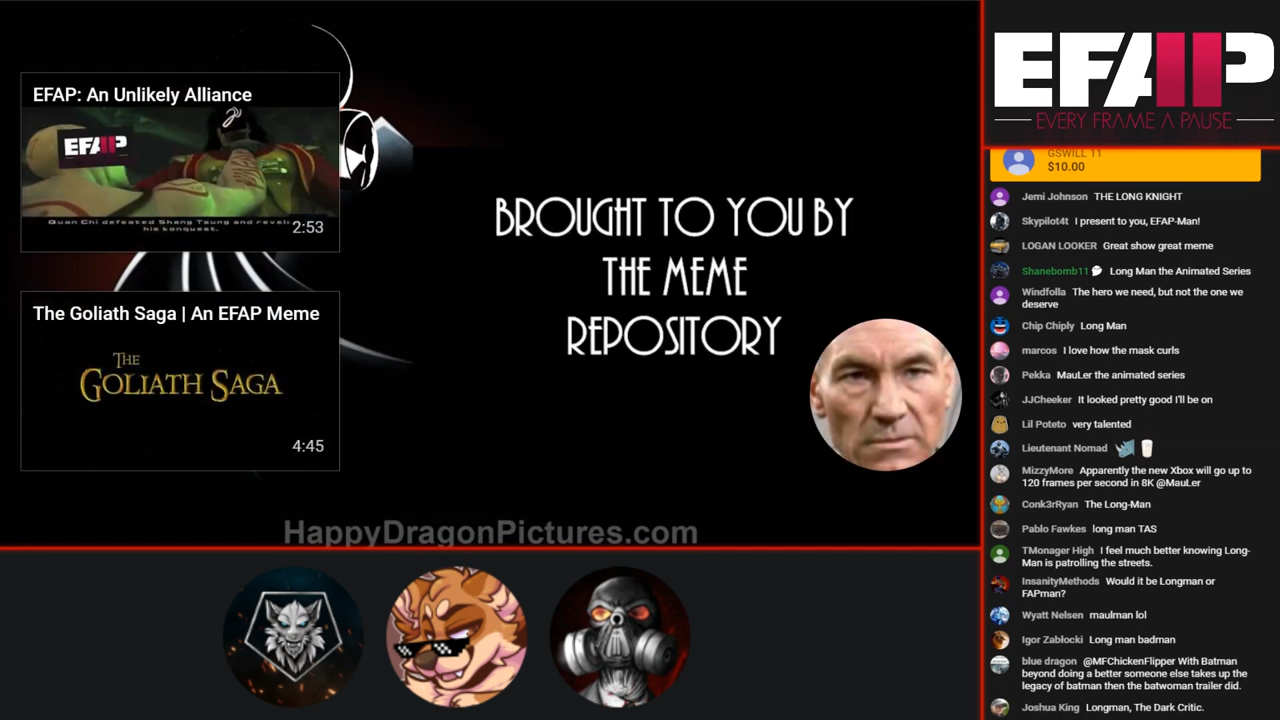 EFAP: An Unlikely Alliance
EFAP
Quan Chi defeated Shang Tsung and
his konquest.
2:53
The Goliath Saga | An EFAP Meme
THE
GOLIATH SAGA
4:45
BROUGHT TO YOU BY
THE MEME
REPOSITORY
HappyDragonPictures.com
EFAP
EVERY FRAME A PAUSE
GSWILL 11
$10.00
Jemi Johnson THE LONG KNIGHT
Skypilot4t I present to you, EFAP-Man!
LOGAN LOOKER Great show great meme
Shanebomb11 Long Man the Animated Series
Windfolla The hero we need, but not the one we
deserve
Chip Chiply Long Man
marcos I love how the mask curls
Pekka MauLer the animated series
JJCheeker It looked pretty good I'll be on
Lil Poteto very talented
Lieutenant Nomad
MizzyMore Apparently the new Xbox will go up to
120 frames per second in 8K @MauLer
Conk3rRyan The Long-Man
Pablo Fawkes long man TAS
TMonager High I feel much better knowing Long-
Man is patrolling the streets.
InsanityMethods Would it be Longman or
FAPman?
Wyatt Nelsen maulman lol
Igor Zabłocki Long man badman
blue dragon @MFChickenFlipper With Batman
beyond doing a better someone else takes up the
legacy of batman then the batwoman trailer did.
Joshua King Longman, The Dark Critic.